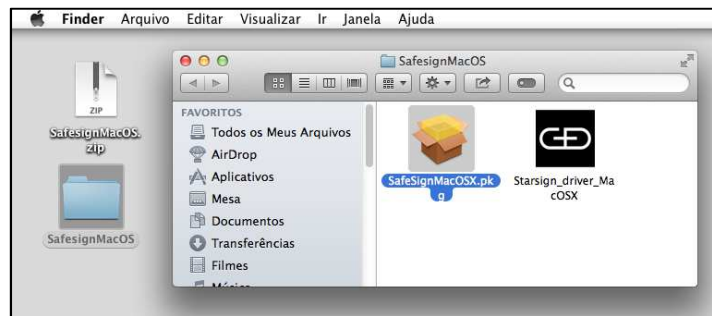 Finder Arquivo Editar Visualizar Ir Janela Ajuda
SafesignMacOS
ZIP
SafesignMacOS.
zip
SafesignMacOS
FAVORITOS
Todos os Meus Arquivos
AirDrop
Aplicativos
Mesa
Documentos
Transferências
Filmes
Música
SafeSignMacOSX.pk
g
Starsign_driver_Ma
cOSX